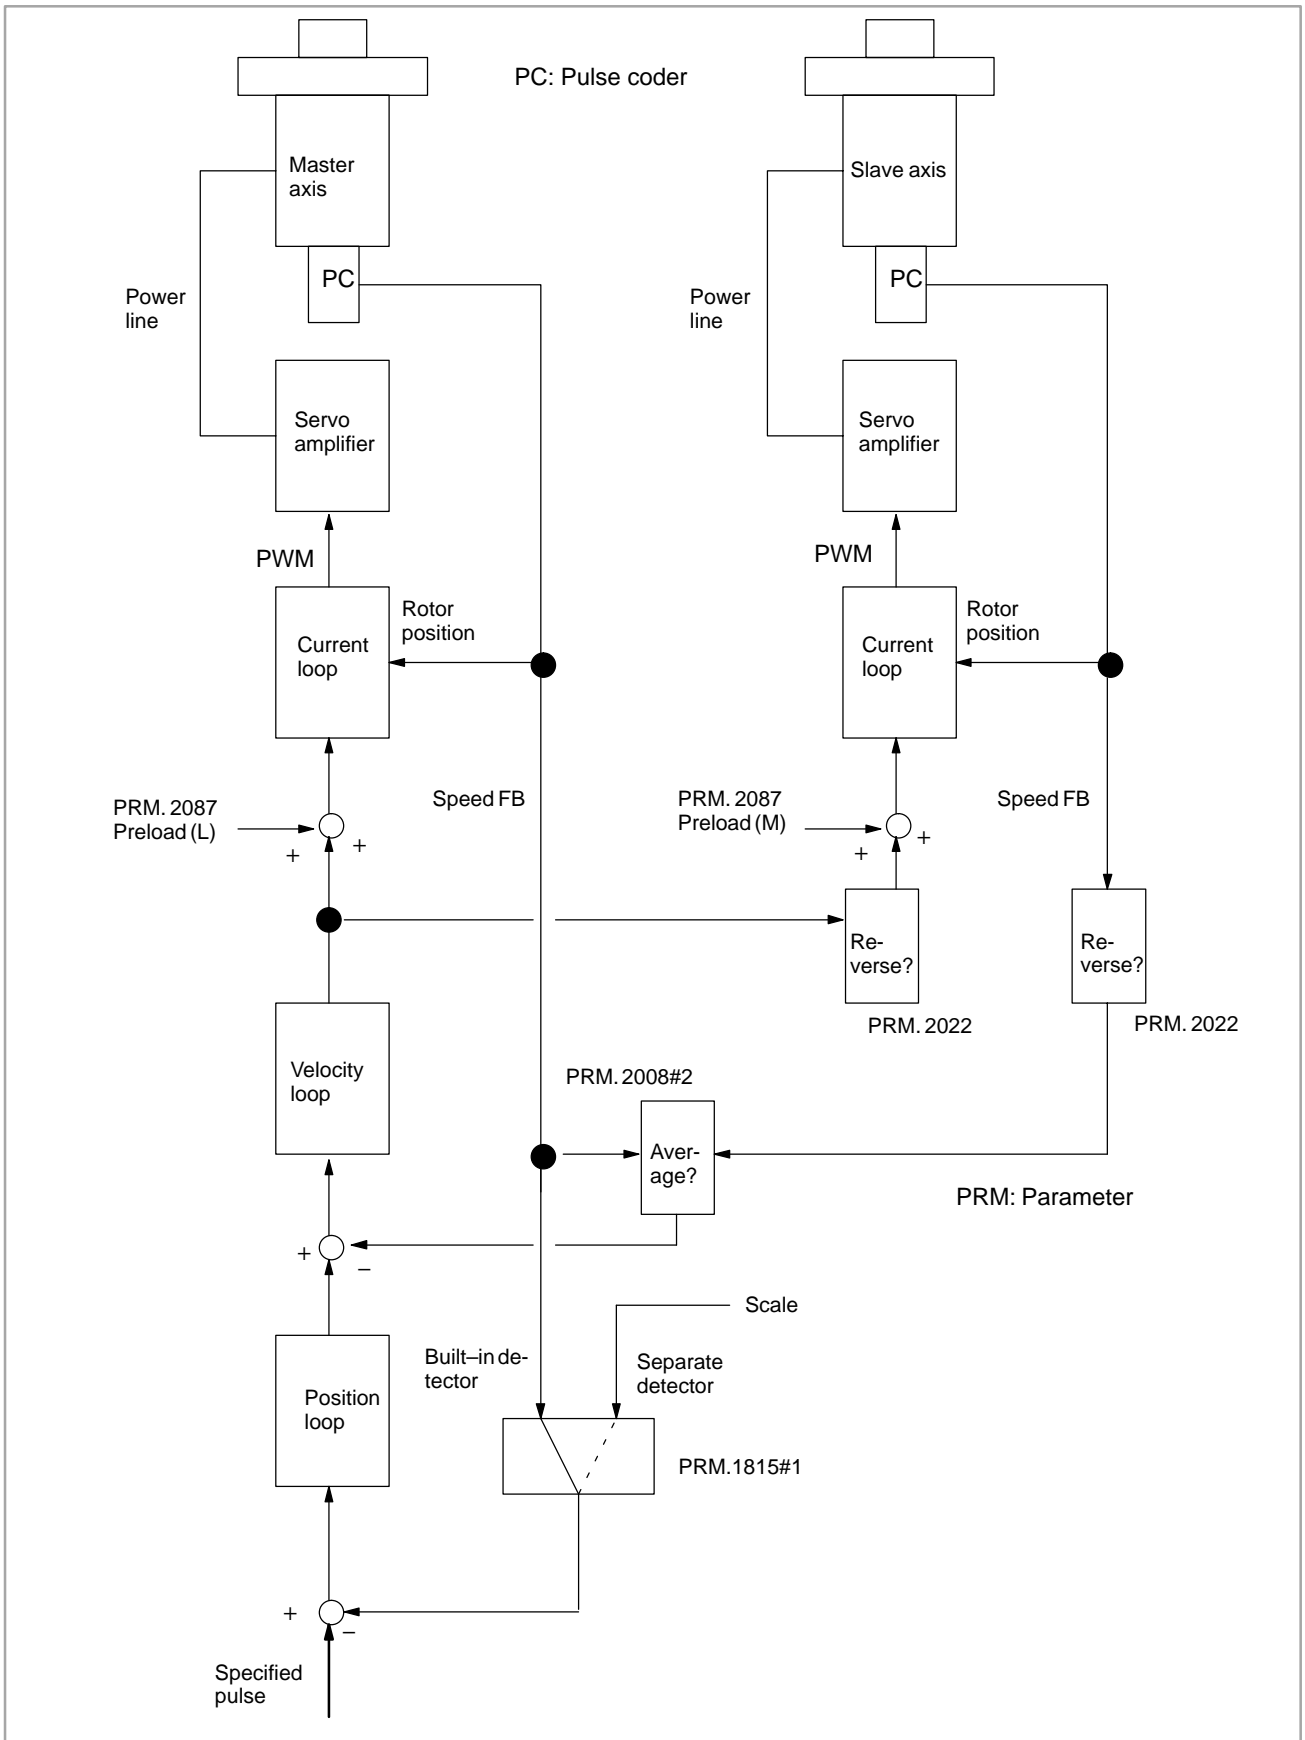 PC: Pulse coder
Master
axis
Slave axis
PC
PC
Power
line
Power
line
Servo
amplifier
Servo
amplifier
PWM
PWM
Rotor
position
Rotor
position
Current
loop
Current
loop
PRM. 2087
Preload (L)
Speed FB
PRM. 2087
Preload (M)
Speed FB
+
+
+
+
Re-
verse?
Re-
verse?
PRM. 2022
PRM. 2022
Velocity
loop
PRM. 2008#2
Aver-
age?
PRM: Parameter
+
–
Scale
Built–in de-
tector
Separate
detector
Position
loop
PRM.1815#1
+
–
Specified
pulse